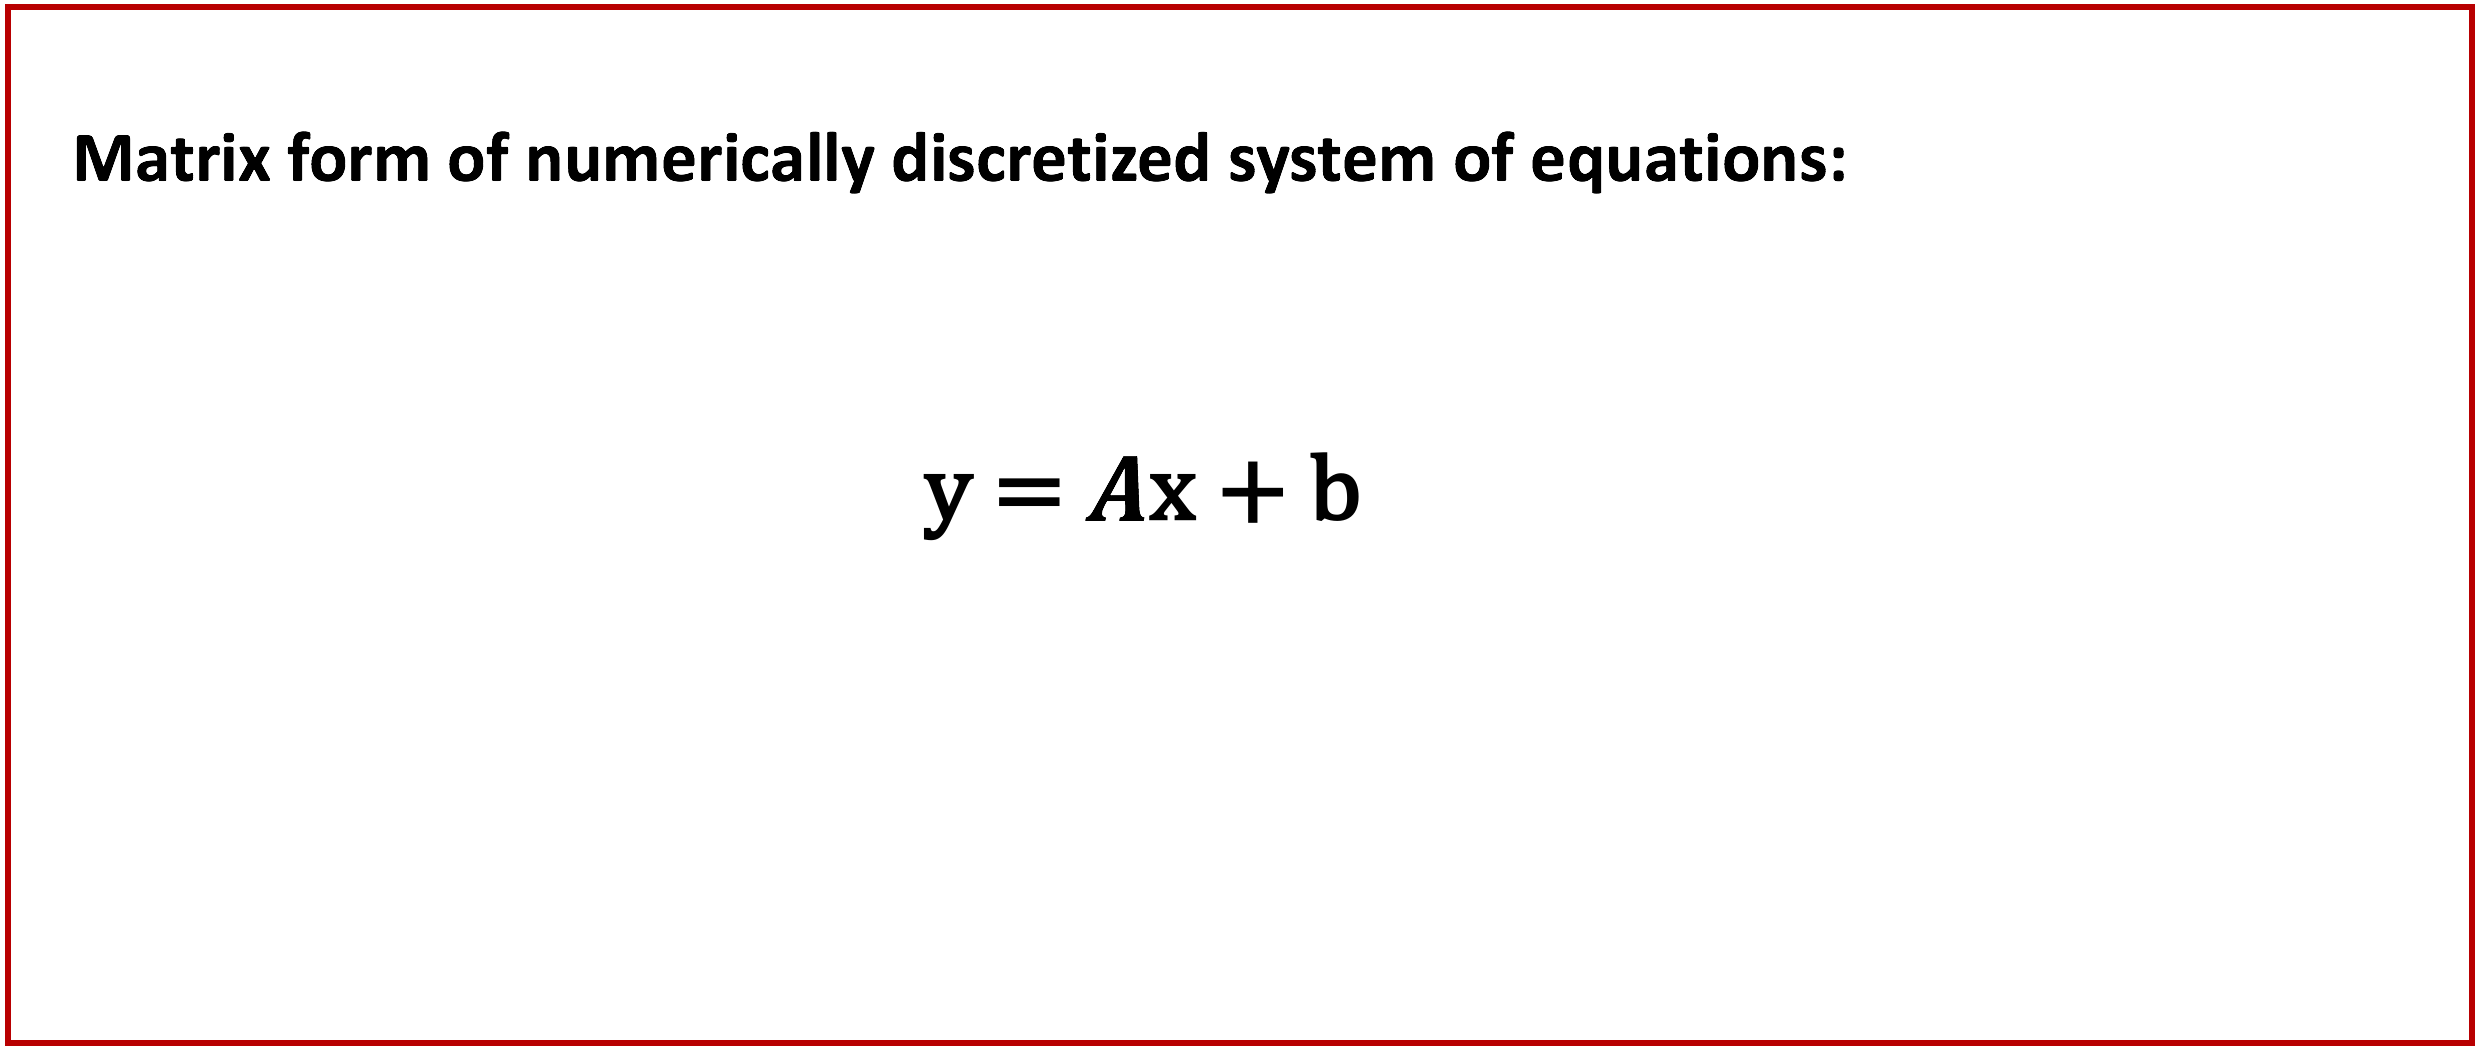 Matrix form of numerically discretized system of equations:
y = Ax + b